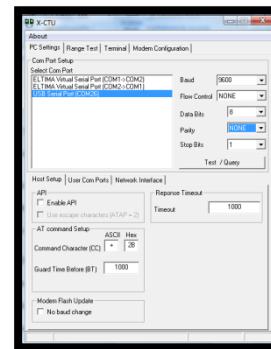 X-CTU
About
PC Settings Range Test Terminal Modem Configuration
Com Port Setup
Select Com Port
ELTIMA Virtual Serial Port (COM1->COM2)
ELTIMA Virtual Serial Port (COM2->COM1)
USB Serial Port (COM26)
Baud 9600
Flow Control NONE
Data Bits 8
Parity NONE
Stop Bits 1
Test / Query
Host Setup User Com Ports Network Interface
API
Enable API
Use escape characters (ATAP = 2)
Reponse Timeout
Timeout 1000
AT command Setup
ASCII Hex
Command Character (CC) + 2B
Guard Time Before (BT) 1000
Modem Flash Update
No baud change